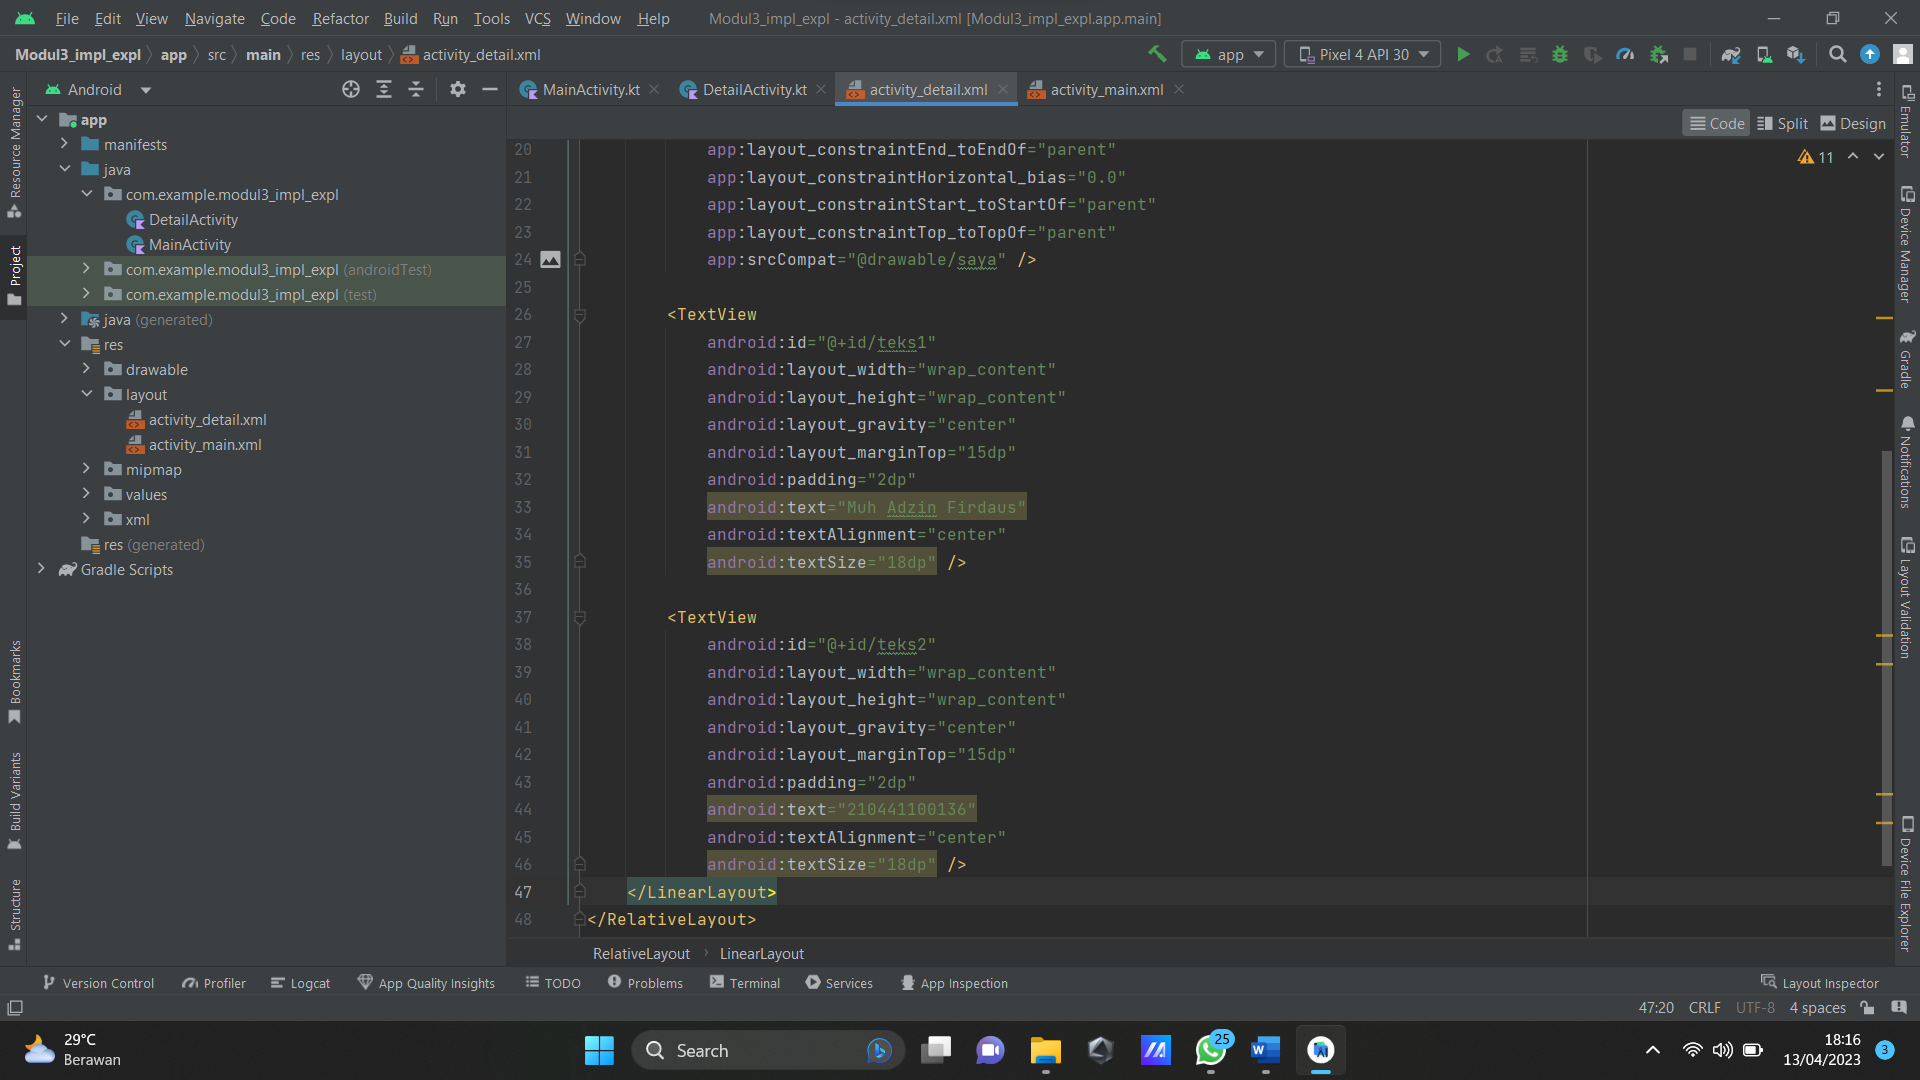 File Edit View Navigate Code Refactor Build Run Tools VCS Window Help Modul3_impl_expl - activity_detail.xml [Modul3_impl_expl.app.main]
Modul3_impl_expl app src main res layout activity_detail.xml app Pixel 4 API 30
Android MainActivity.kt DetailActivity.kt activity_detail.xml activity_main.xml
Code Split Design
11
Resource Manager
Project
Bookmarks
Build Variants
Structure
app
manifests
java
com.example.modul3_impl_expl
DetailActivity
MainActivity
com.example.modul3_impl_expl (androidTest)
com.example.modul3_impl_expl (test)
java (generated)
res
drawable
layout
activity_detail.xml
activity_main.xml
mipmap
values
xml
res (generated)
Gradle Scripts
20 app:layout_constraintEnd_toEndOf="parent"
21 app:layout_constraintHorizontal_bias="0.0"
22 app:layout_constraintStart_toStartOf="parent"
23 app:layout_constraintTop_toTopOf="parent"
24 app:srcCompat="@drawable/saya" />
25
26 <TextView
27 android:id="@+id/teks1"
28 android:layout_width="wrap_content"
29 android:layout_height="wrap_content"
30 android:layout_gravity="center"
31 android:layout_marginTop="15dp"
32 android:padding="2dp"
33 android:text="Muh Adzin Firdaus"
34 android:textAlignment="center"
35 android:textSize="18dp" />
36
37 <TextView
38 android:id="@+id/teks2"
39 android:layout_width="wrap_content"
40 android:layout_height="wrap_content"
41 android:layout_gravity="center"
42 android:layout_marginTop="15dp"
43 android:padding="2dp"
44 android:text="210441100136"
45 android:textAlignment="center"
46 android:textSize="18dp" />
47 </LinearLayout>
48 </RelativeLayout>
RelativeLayout LinearLayout
Emulator
Device Manager
Gradle
Notifications
Layout Validation
Device File Explorer
Version Control Profiler Logcat App Quality Insights TODO Problems Terminal Services App Inspection Layout Inspector
47:20 CRLF UTF-8 4 spaces
29°C
Berawan
Search
25
18:16
13/04/2023
3